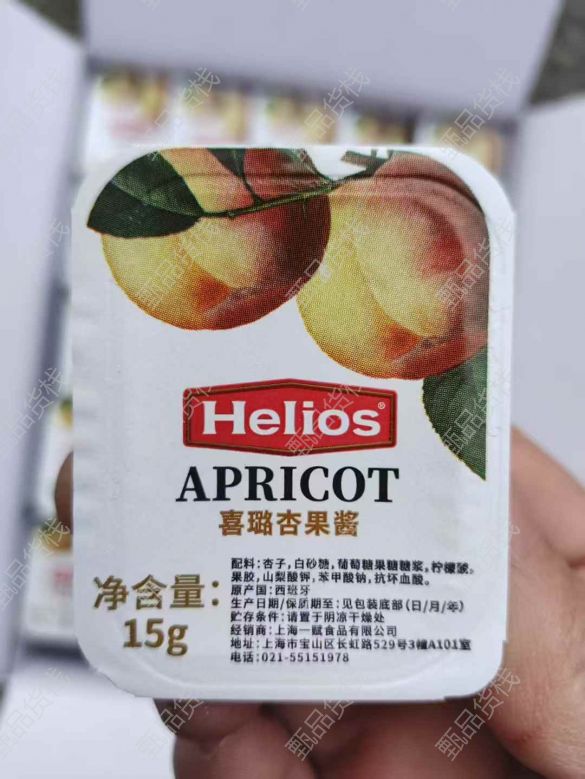 Helios®
APRICOT
喜璐杏果酱
净含量：
15g
配料：杏子，白砂糖，葡萄糖果糖糖浆，柠檬酸，
果胶，山梨酸钾，苯甲酸钠，抗坏血酸。
原产国：西班牙
生产日期/保质期至：见包装底部（日/月/年）
贮存条件：请置于阴凉干燥处
经销商：上海一赋食品有限公司
地址：上海市宝山区长虹路529号3幢A101室
电话：021-55151978
甄品货栈